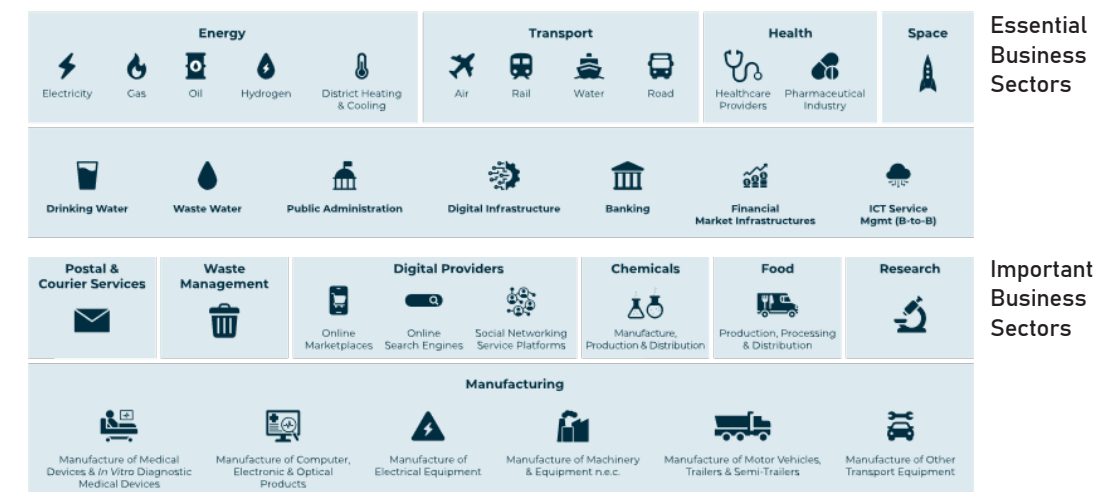 Energy
Electricity
Gas
Oil
Hydrogen
District Heating
& Cooling
Transport
Air
Rail
Water
Road
Health
Healthcare
Providers
Pharmaceutical
Industry
Space
Essential
Business
Sectors
Drinking Water
Waste Water
Public Administration
Digital Infrastructure
Banking
Financial
Market Infrastructures
ICT Service
Mgmt (B-to-B)
Postal &
Courier Services
Waste
Management
Digital Providers
Online
Marketplaces
Online
Search Engines
Social Networking
Service Platforms
Chemicals
Manufacture,
Production & Distribution
Food
Production, Processing
& Distribution
Research
Important
Business
Sectors
Manufacturing
Manufacture of Medical
Devices & In Vitro Diagnostic
Medical Devices
Manufacture of Computer,
Electronic & Optical
Products
Manufacture of
Electrical Equipment
Manufacture of Machinery
& Equipment n.e.c.
Manufacture of Motor Vehicles,
Trailers & Semi-Trailers
Manufacture of Other
Transport Equipment